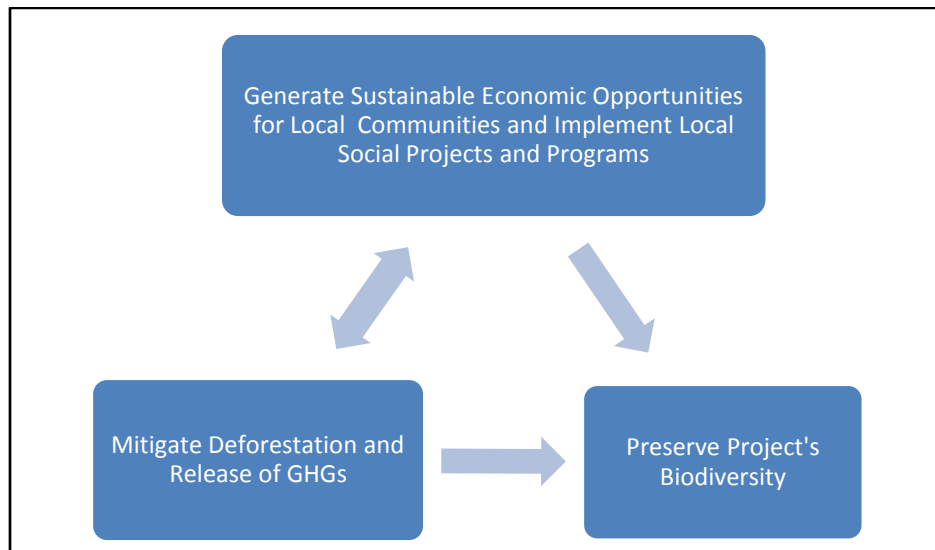 Generate Sustainable Economic Opportunities
for Local  Communities and Implement Local
Social Projects and Programs
Mitigate Deforestation and
Release of GHGs
Preserve Project's
Biodiversity